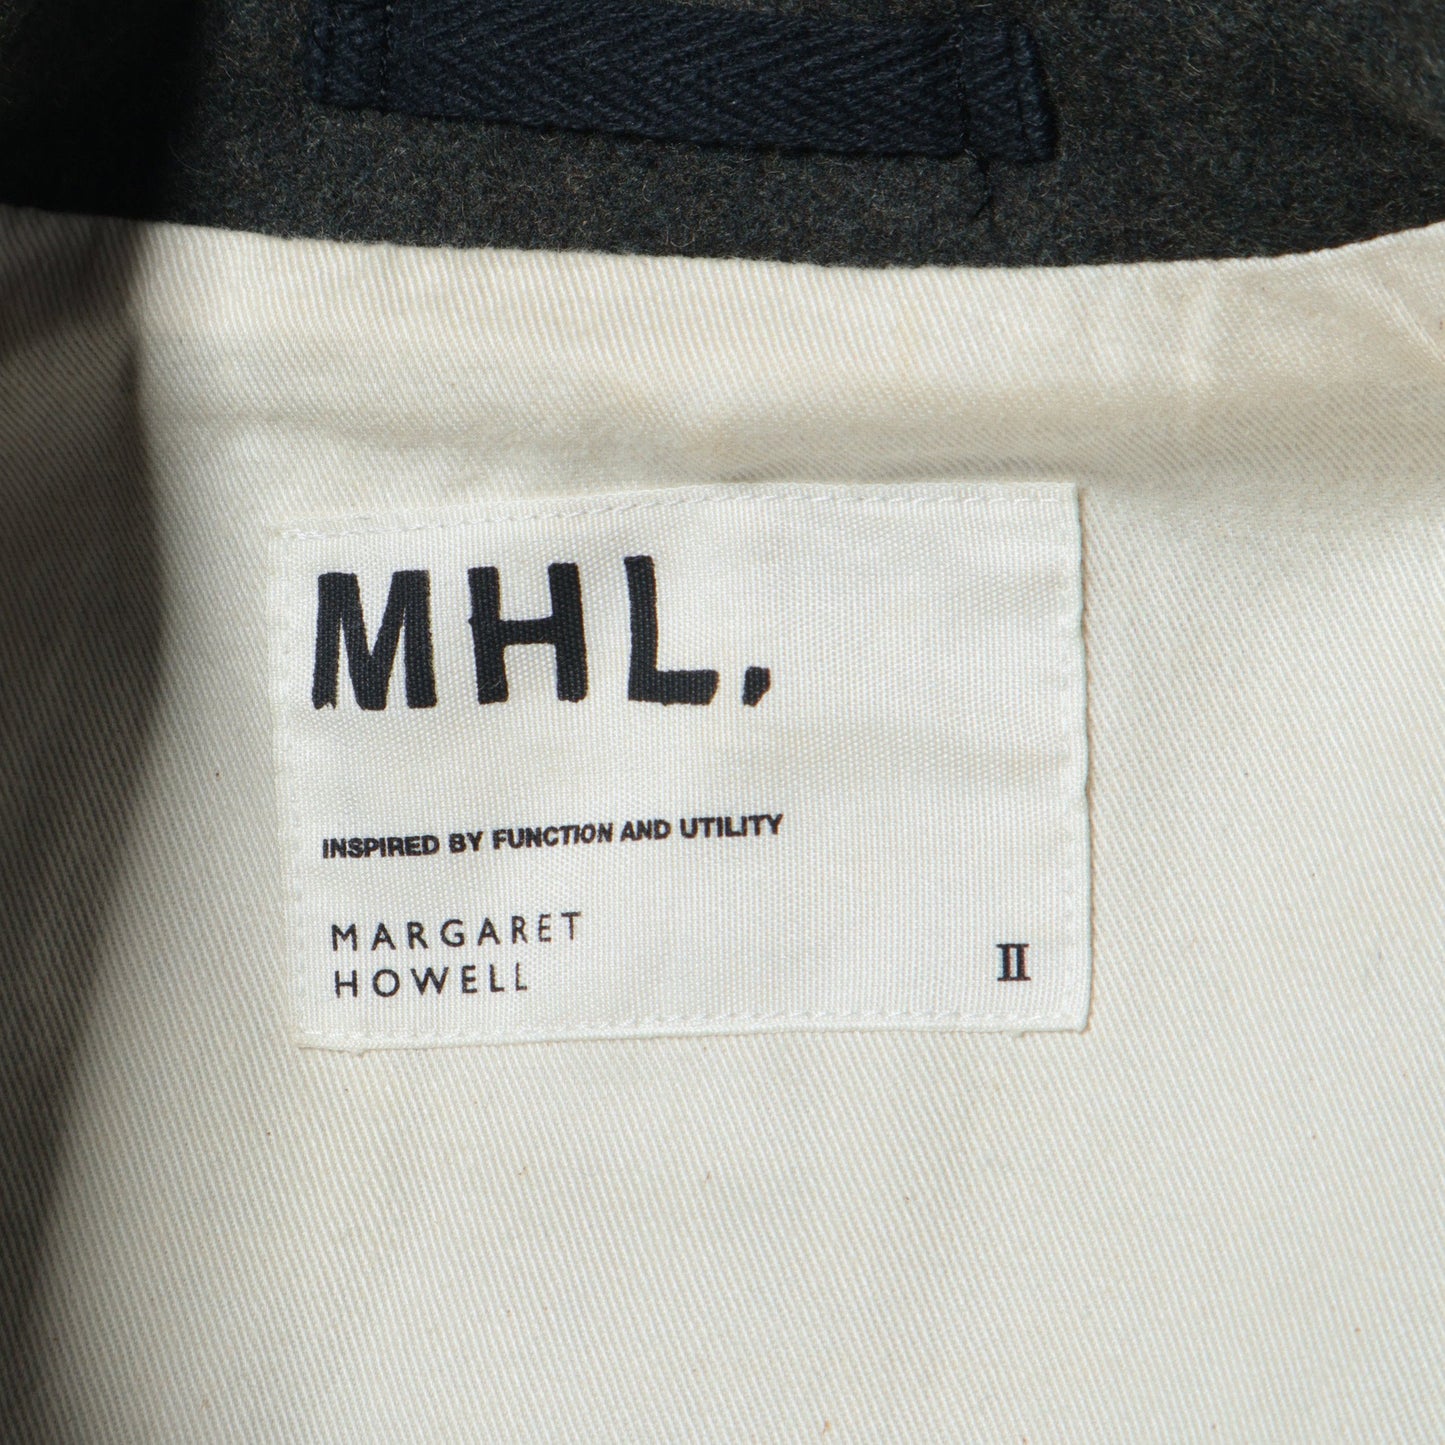 MHL.
INSPIRED BY FUNCTION AND UTILITY
MARGARET
HOWELL
II